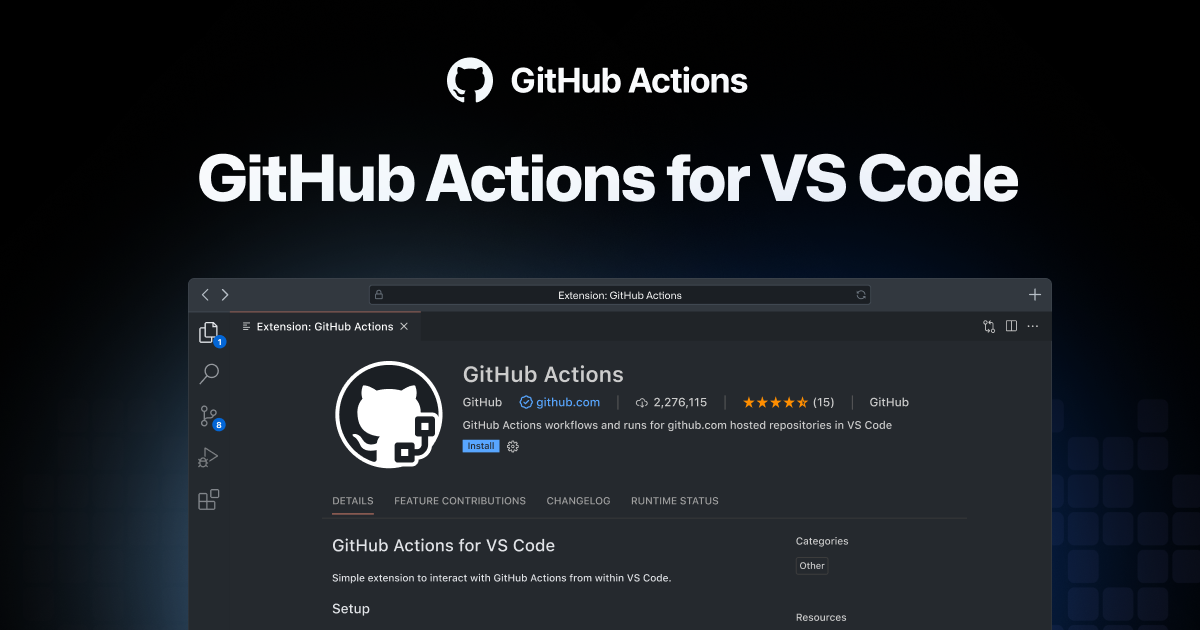 GitHub Actions
GitHub Actions for VS Code
Extension: GitHub Actions
Extension: GitHub Actions
1
GitHub Actions
GitHub github.com 2,276,115 (15) GitHub
GitHub Actions workflows and runs for github.com hosted repositories in VS Code
8
Install
DETAILS FEATURE CONTRIBUTIONS CHANGELOG RUNTIME STATUS
GitHub Actions for VS Code
Categories
Other
Simple extension to interact with GitHub Actions from within VS Code.
Setup
Resources